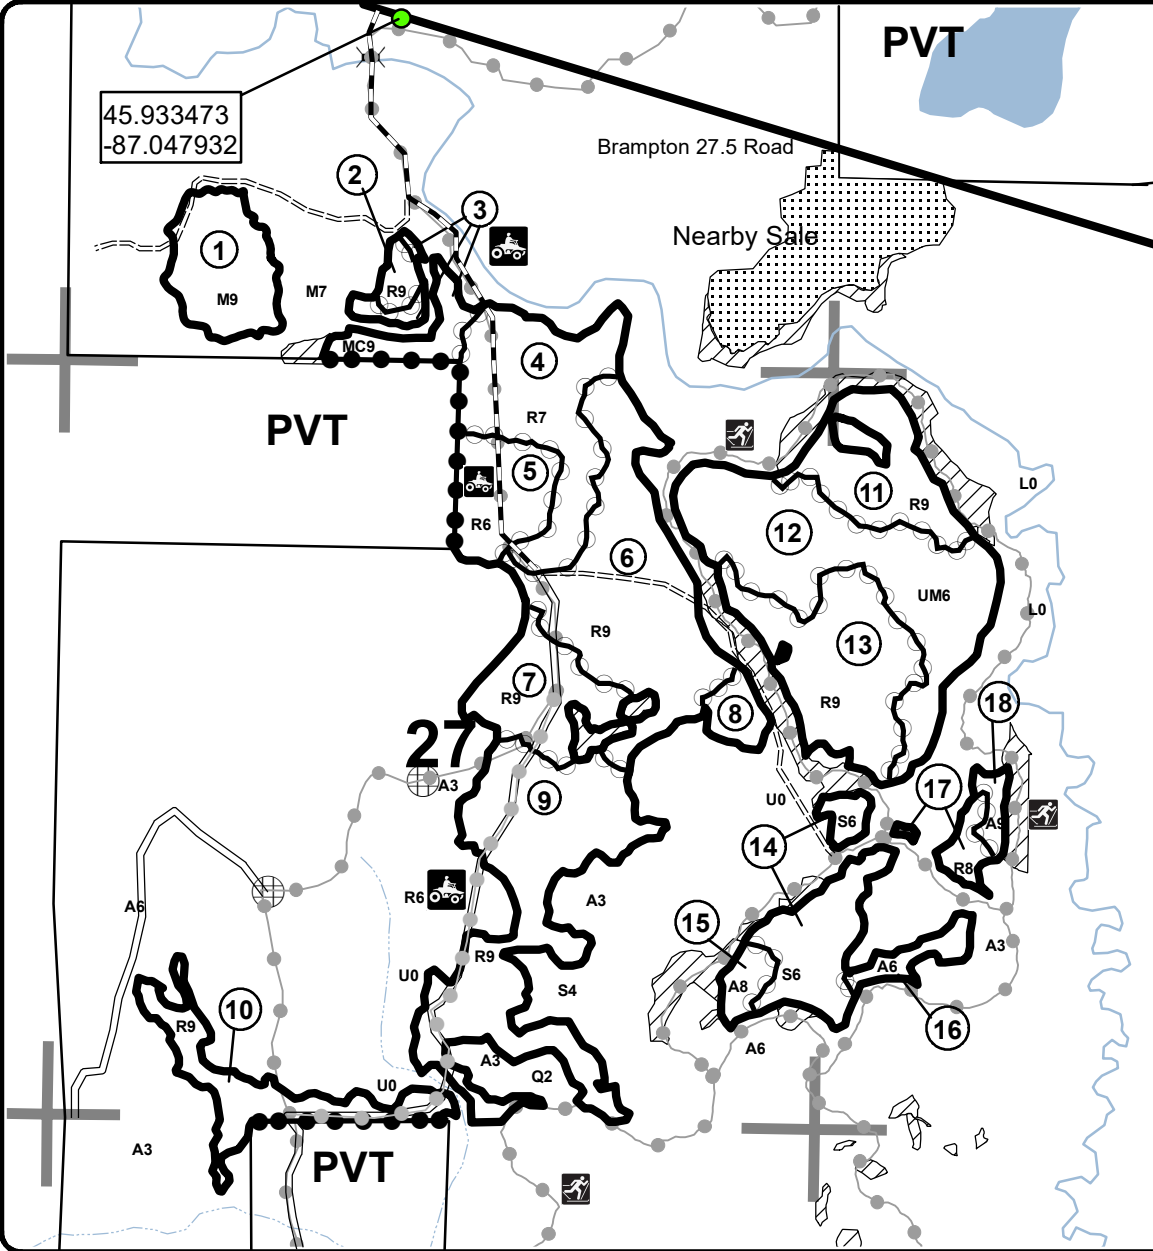 PVT
45.933473
-87.047932
Brampton 27.5 Road
2
3
Nearby Sale
1
M9
M7
R9
MC9
4
R7
PVT
5
R6
11
R9
L0
12
6
UM6
L0
R9
13
7
R9
R9
8
18
27
A3
9
U0
17
S6
A9
14
R8
R6
A3
A6
15
A3
R9
U0
S4
A8
S6
A6
10
R9
16
A3
Q2
A6
U0
A3
PVT